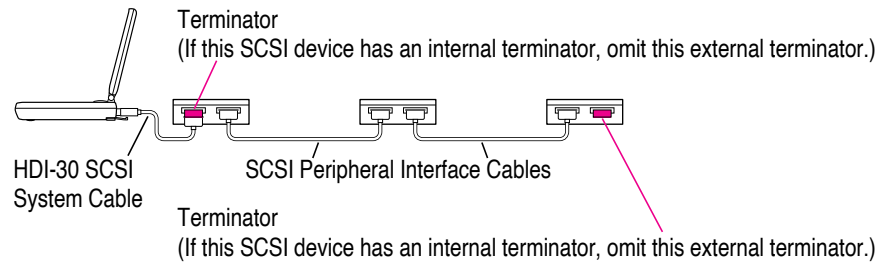 Terminator
(If this SCSI device has an internal terminator, omit this external terminator.)
HDI-30 SCSI
System Cable
SCSI Peripheral Interface Cables
Terminator
(If this SCSI device has an internal terminator, omit this external terminator.)